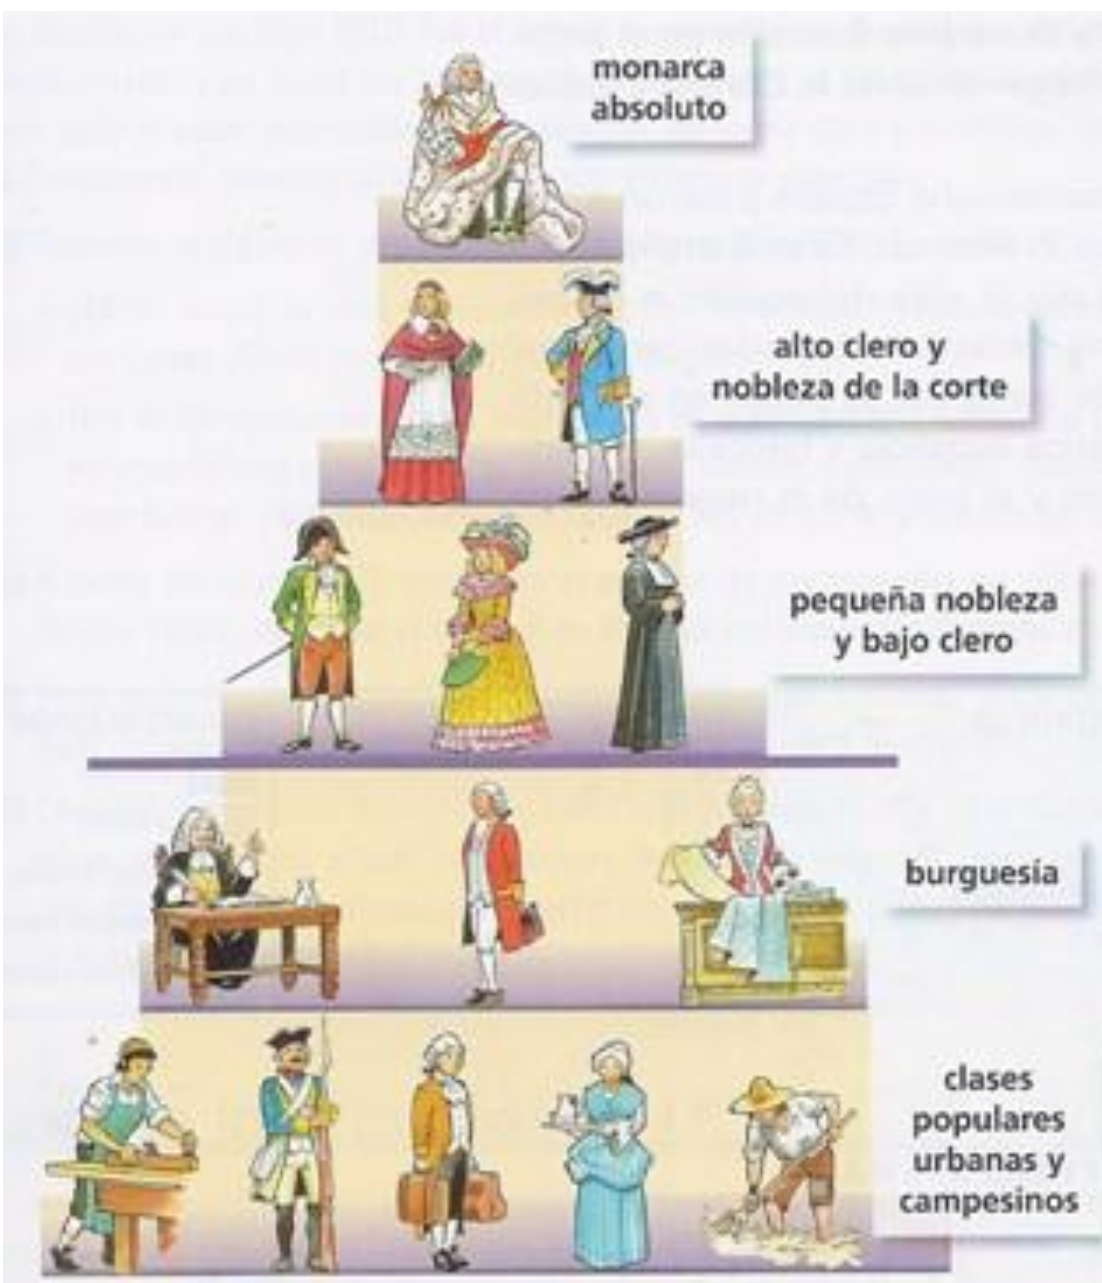 monarca
absoluto
alto clero y
nobleza de la corte
pequeña nobleza
y bajo clero
burguesía
clases
populares
urbanas y
campesinos